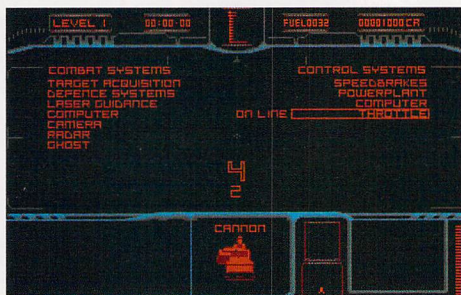 LEVEL 1 00:00:00 FUEL0032 00001000CR
COMBAT SYSTEMS
TARGET ACQUISITION
DEFENCE SYSTEMS
LASER GUIDANCE
COMPUTER
CAMERA
RADAR
GHOST
CONTROL SYSTEMS
SPEEDBRAKES
POWERPLANT
COMPUTER
ON LINE THROTTLE
4
2
CANNON